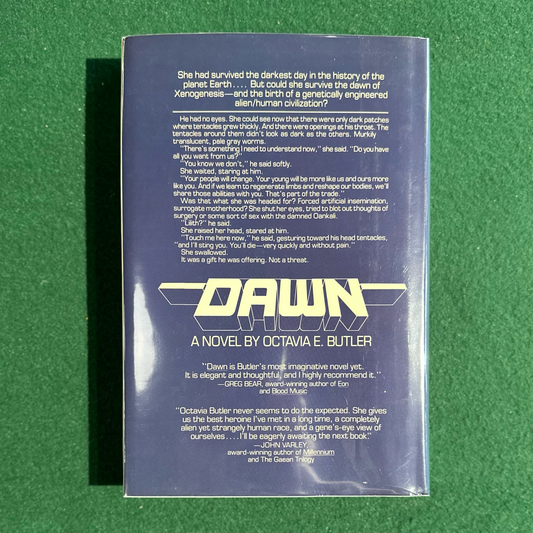 She had survived the darkest day in the history of the
planet Earth . . . . But could she survive the dawn of
Xenogenesis—and the birth of a genetically engineered
alien/human civilization?
He had no eyes. She could see now that there were only dark patches
where tentacles grew thickly. And there were openings at his throat. The
tentacles around them didn't look as dark as the others. Murkily
translucent, pale gray worms.
"There's something I need to understand now," she said. "Do you have
all you want from us?"
"You know we don't," he said softly.
She waited, staring at him.
"Your people will change. Your young will be more like us and ours more
like you. And if we learn to regenerate limbs and reshape our bodies, we'll
share those abilities with you. That's part of the trade."
Was that what she was headed for? Forced artificial insemination,
surrogate motherhood? She shut her eyes, tried to blot out thoughts of
surgery or some sort of sex with the damned Oankali.
"Lilith?" he said.
She raised her head, stared at him.
"Touch me here now," he said, gesturing toward his head tentacles,
"and I'll sting you. You'll die—very quickly and without pain."
She swallowed.
It was a gift he was offering. Not a threat.
DAWN
A NOVEL BY OCTAVIA E. BUTLER
"Dawn is Butler's most imaginative novel yet.
It is elegant and thoughtful, and I highly recommend it."
—GREG BEAR, award-winning author of Eon
and Blood Music
"Octavia Butler never seems to do the expected. She gives
us the best heroine I've met in a long time, a completely
alien yet strangely human race, and a gene's-eye view of
ourselves . . . . I'll be eagerly awaiting the next book."
—JOHN VARLEY,
award-winning author of Millennium
and The Gaean Trilogy